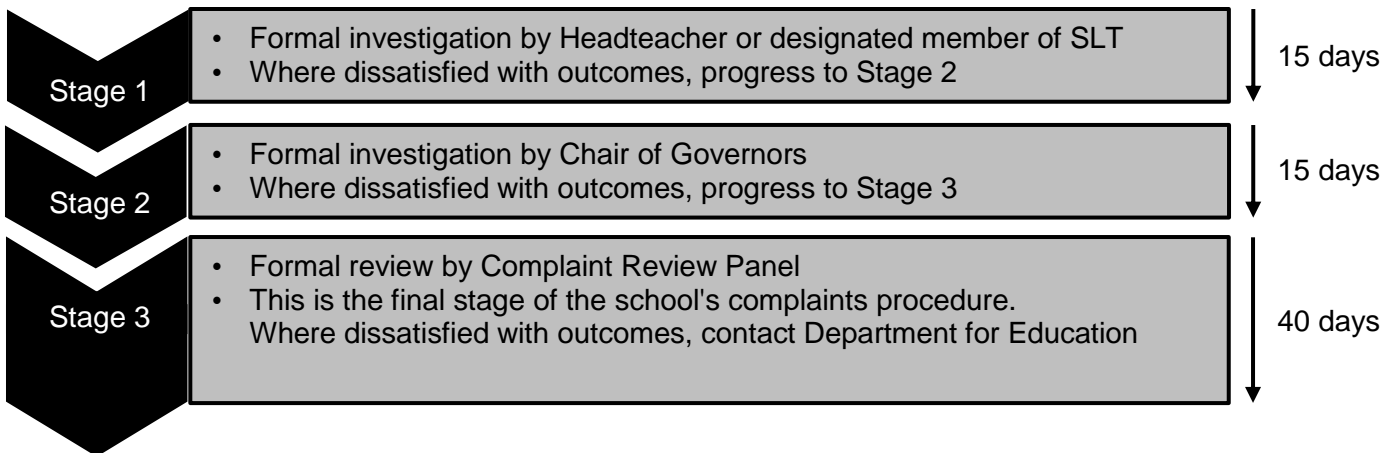 Stage 1
• Formal investigation by Headteacher or designated member of SLT
• Where dissatisfied with outcomes, progress to Stage 2
15 days
Stage 2
• Formal investigation by Chair of Governors
• Where dissatisfied with outcomes, progress to Stage 3
15 days
Stage 3
• Formal review by Complaint Review Panel
• This is the final stage of the school's complaints procedure.
Where dissatisfied with outcomes, contact Department for Education
40 days